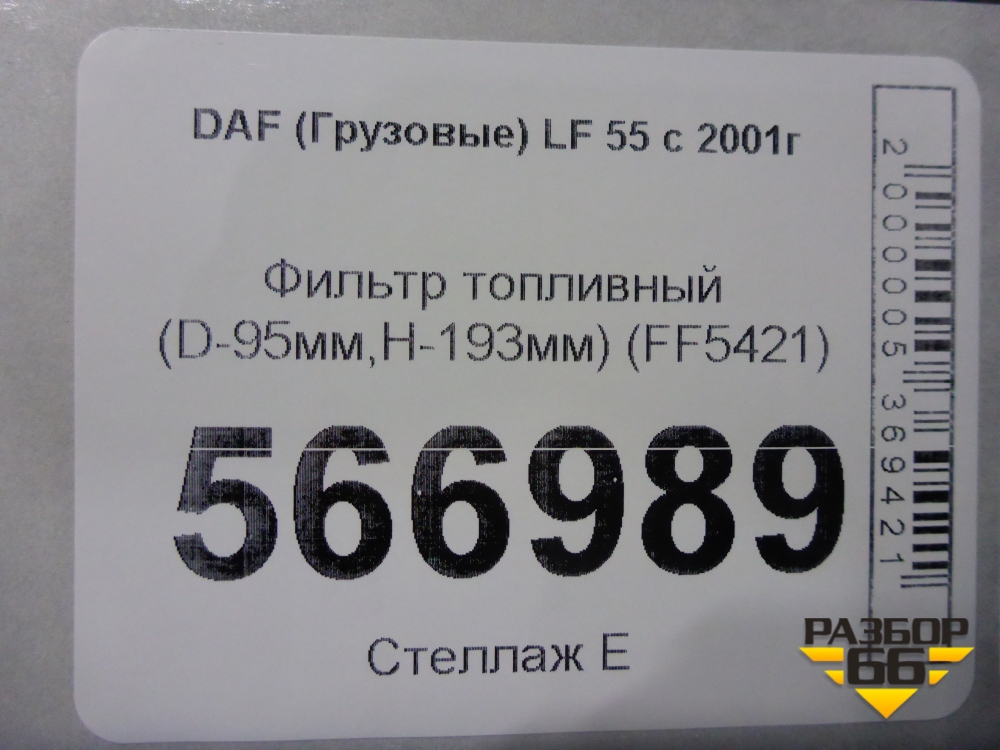 DAF (Грузовые) LF 55 с 2001г
Фильтр топливный
(D-95мм,H-193мм) (FF5421)
566989
Стеллаж Е
2000005369421
РАЗБОР
66